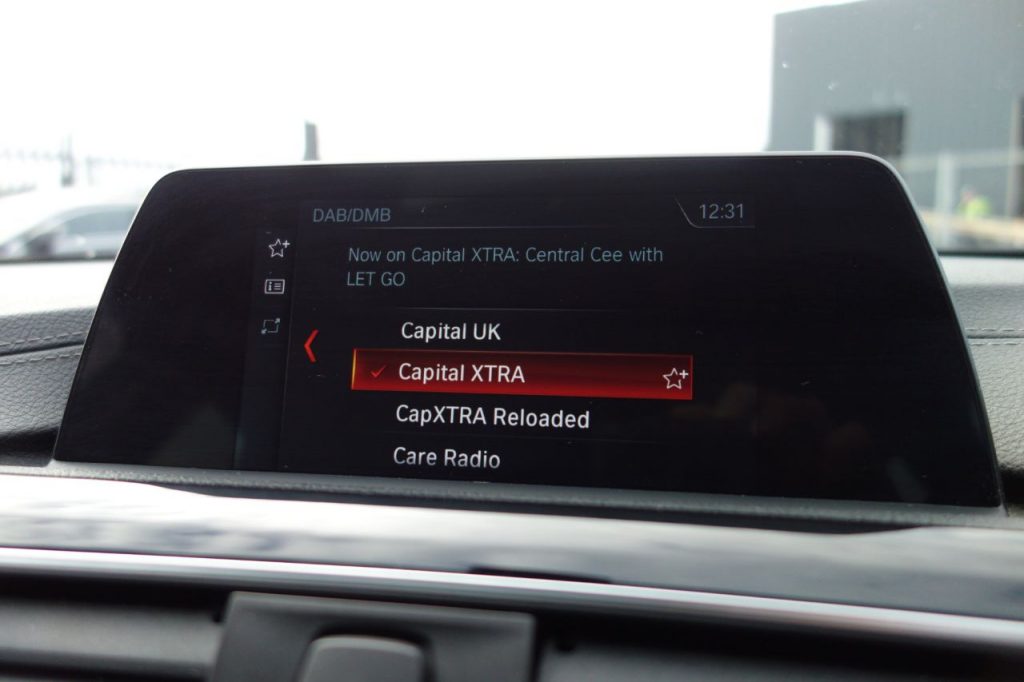 DAB/DMB
12:31
Now on Capital XTRA: Central Cee with
LET GO
Capital UK
Capital XTRA
CapXTRA Reloaded
Care Radio